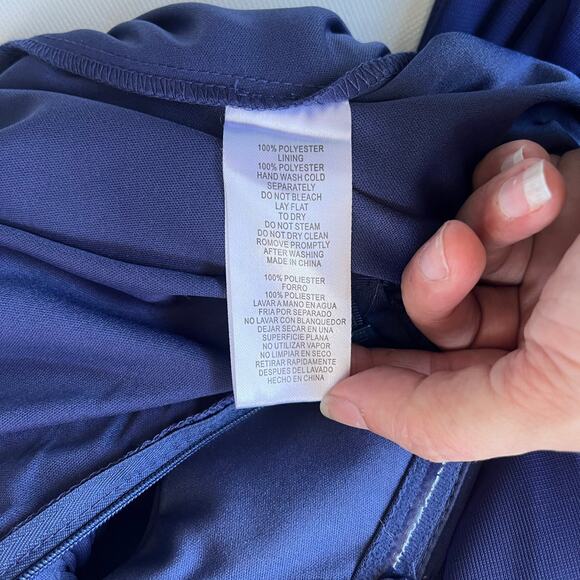 100% POLYESTER
LINING
100% POLYESTER
HAND WASH COLD
SEPARATELY
DO NOT BLEACH
LAY FLAT
TO DRY
DO NOT STEAM
DO NOT DRY CLEAN
ROMOVE PROMPTLY
AFTER WASHING
MADE IN CHINA
100% POLIESTER
FORRO
100% POLIESTER
LAVAR A MANO EN AGUA
FRIA POR SEPARADO
NO LAVAR CON BLANQUEDOR
DEJAR SECAR EN UNA
SUPERFICIE PLANA
NO UTILIZAR VAPOR
NO LIMPIAR EN SECO
RETIRAR RAPIDAMENTE
DESPUES DEL LAVADO
HECHO EN CHINA